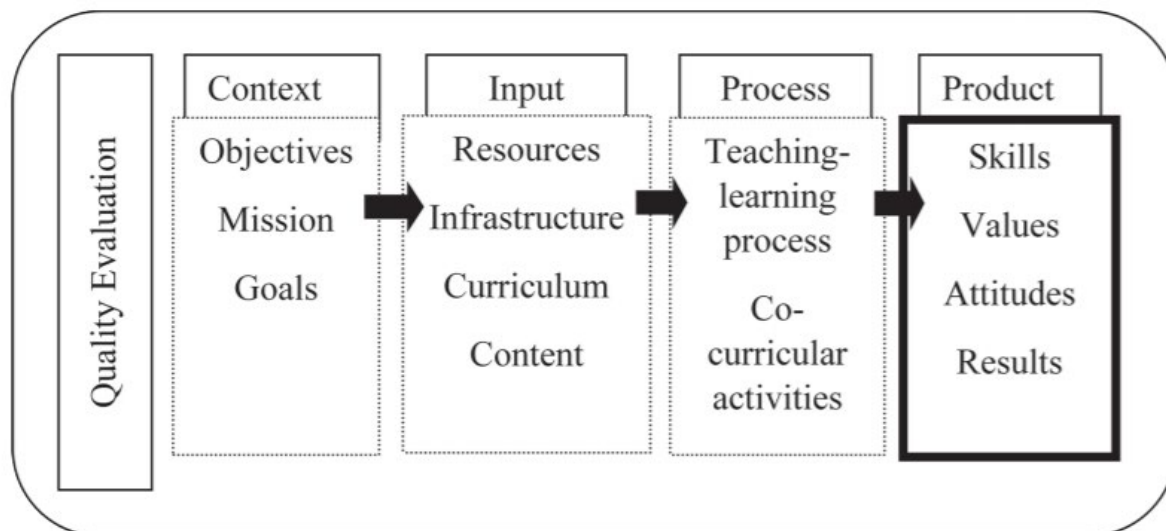 Quality Evaluation
Context
Objectives
Mission
Goals
Input
Resources
Infrastructure
Curriculum
Content
Process
Teaching-
learning
process
Co-
curricular
activities
Product
Skills
Values
Attitudes
Results